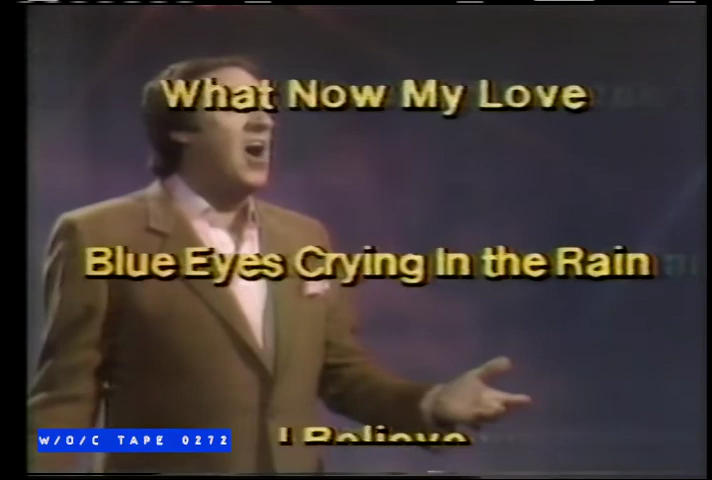 What Now My Love
Blue Eyes Crying In the Rain
I Believe
W/O/C TAPE 0272